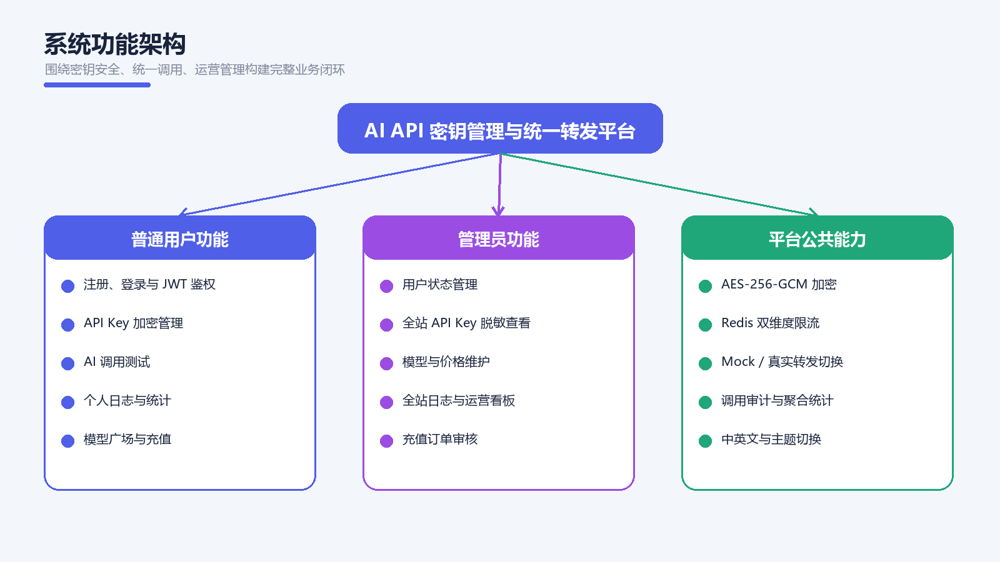 系统功能架构
围绕密钥安全、统一调用、运营管理构建完整业务闭环
AI API 密钥管理与统一转发平台
普通用户功能
注册、登录与 JWT 鉴权
API Key 加密管理
AI 调用测试
个人日志与统计
模型广场与充值
管理员功能
用户状态管理
全站 API Key 脱敏查看
模型与价格维护
全站日志与运营看板
充值订单审核
平台公共能力
AES-256-GCM 加密
Redis 双维度限流
Mock / 真实转发切换
调用审计与聚合统计
中英文与主题切换